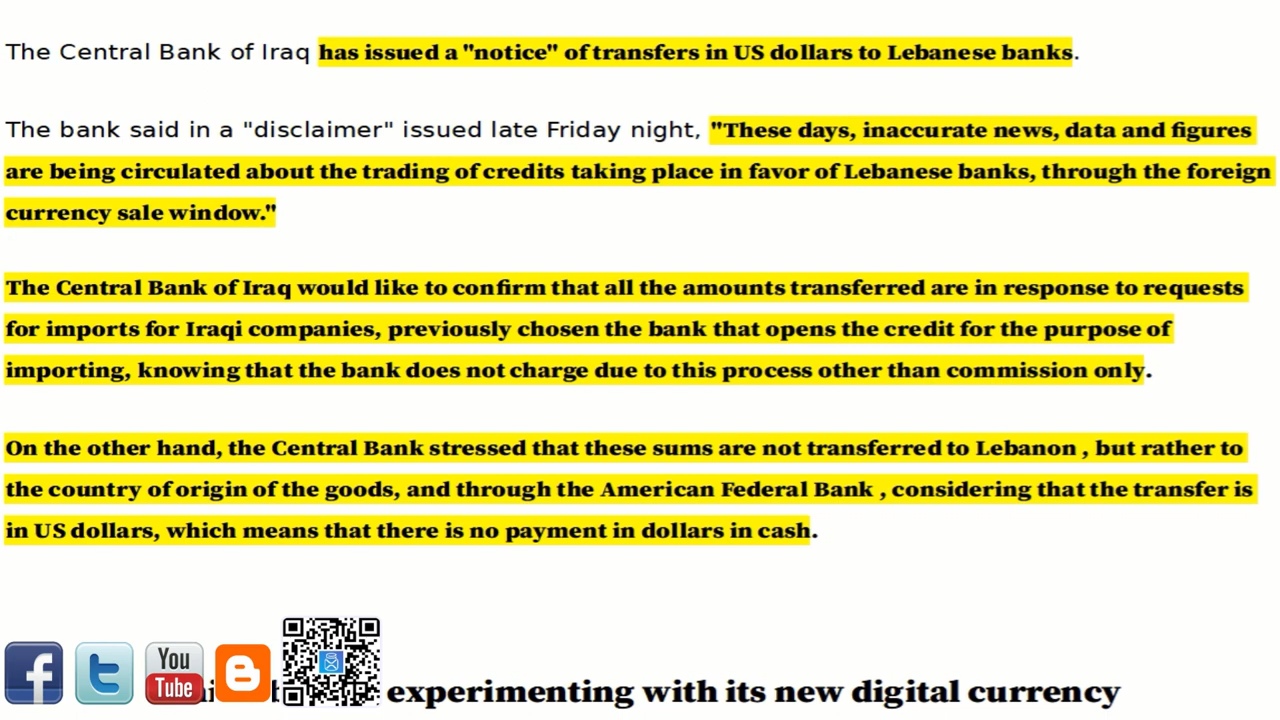 The Central Bank of Iraq has issued a "notice" of transfers in US dollars to Lebanese banks.
The bank said in a "disclaimer" issued late Friday night, "These days, inaccurate news, data and figures
are being circulated about the trading of credits taking place in favor of Lebanese banks, through the foreign
currency sale window."
The Central Bank of Iraq would like to confirm that all the amounts transferred are in response to requests
for imports for Iraqi companies, previously chosen the bank that opens the credit for the purpose of
importing, knowing that the bank does not charge due to this process other than commission only.
On the other hand, the Central Bank stressed that these sums are not transferred to Lebanon , but rather to
the country of origin of the goods, and through the American Federal Bank , considering that the transfer is
in US dollars, which means that there is no payment in dollars in cash.
You
Tube
experimenting with its new digital currency